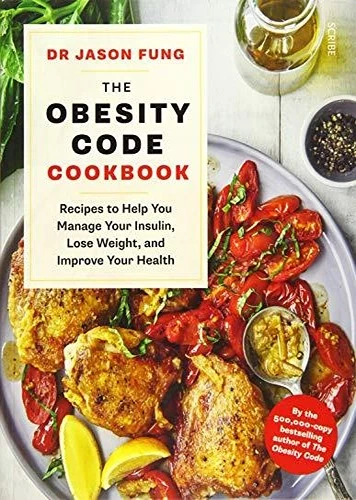 DR JASON FUNG
THE
OBESITY
CODE
COOKBOOK
Recipes to Help You
Manage Your Insulin,
Lose Weight, and
Improve Your Health
SCRIBE
By the
500,000-copy
bestselling
author of The
Obesity Code